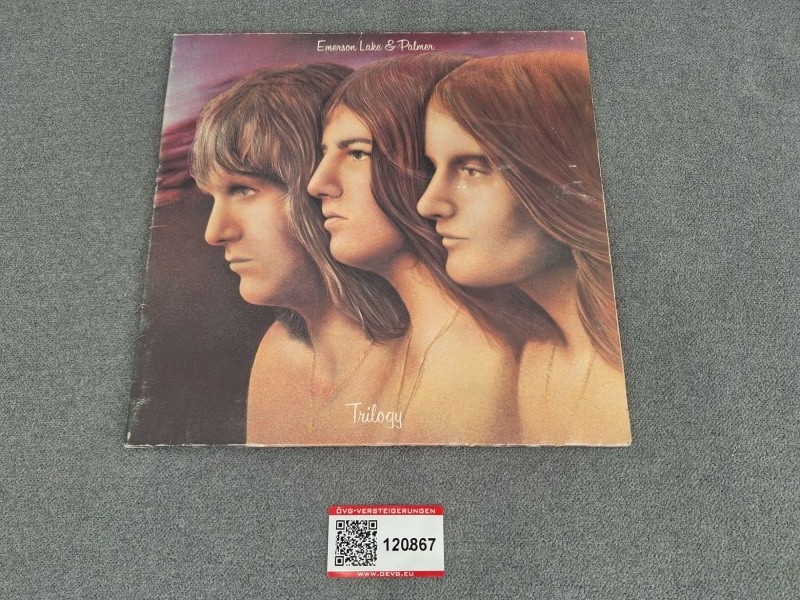 Emerson Lake & Palmer
Trilogy
ÖVG-VERSTEIGERUNGEN
120867
WWW.OEVG.EU